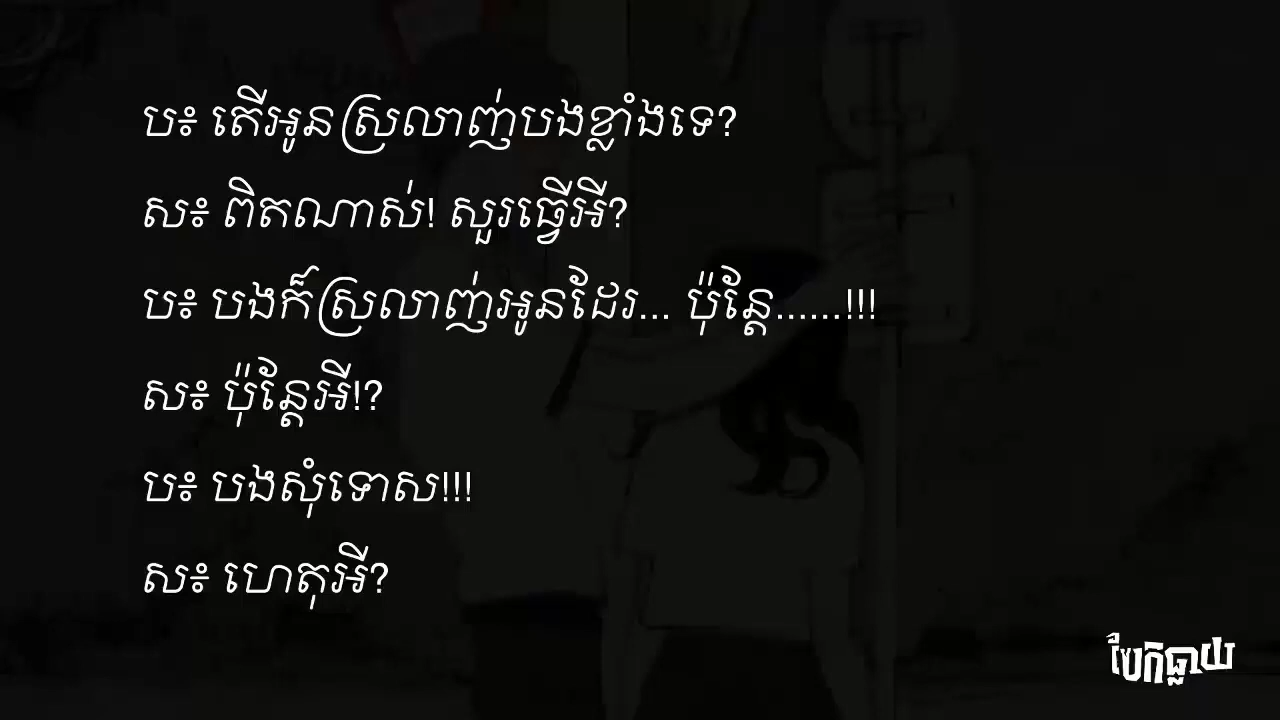 ប៖ តើអូនស្រលាញ់បងខ្លាំងទេ?
ស៖ ពិតណាស់! សួរធ្វើអី?
ប៖ បងក៏ស្រលាញ់អូនដែរ... ប៉ុន្តែ......!!!
ស៖ ប៉ុន្តែអី!?
ប៖ បងសុំទោស!!!
ស៖ ហេតុអី?
បែកធ្លាយ